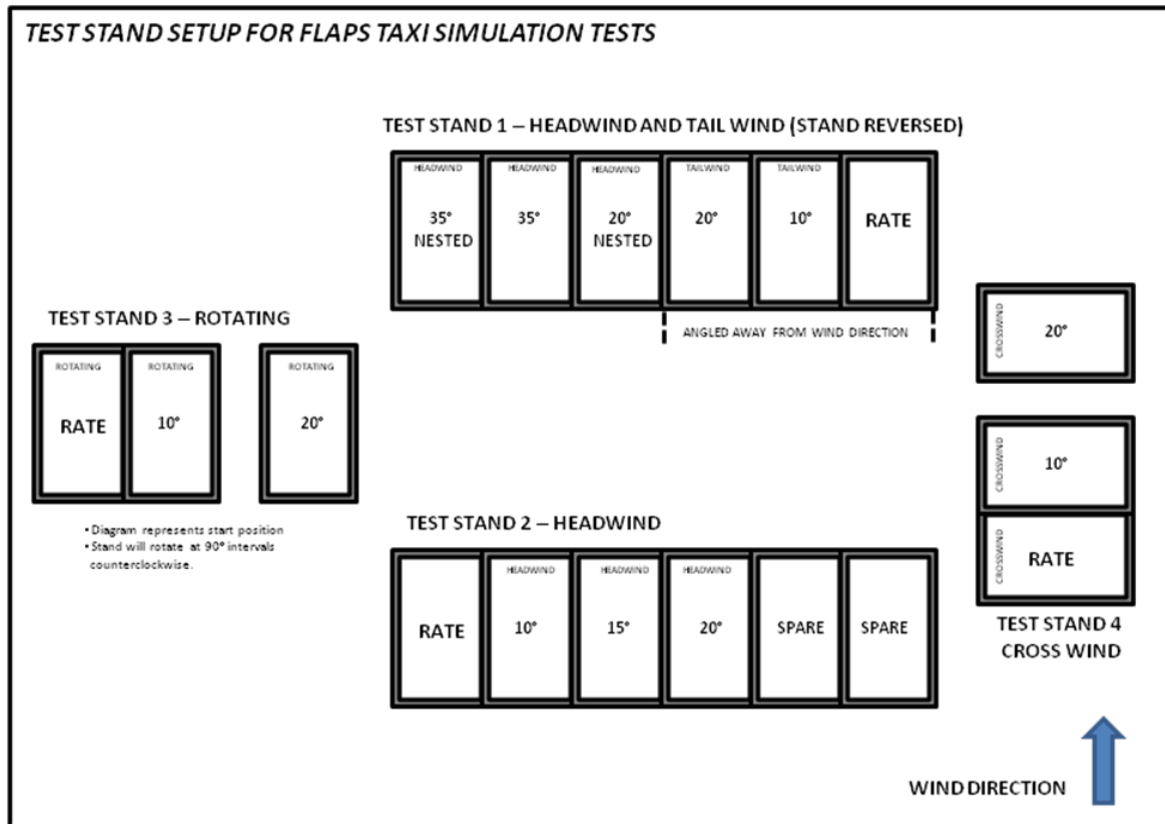 TEST STAND SETUP FOR FLAPS TAXI SIMULATION TESTS
TEST STAND 1 – HEADWIND AND TAIL WIND (STAND REVERSED)
HEADWIND
35°
NESTED
HEADWIND
35°
HEADWIND
20°
NESTED
TAILWIND
20°
TAILWIND
10°
RATE
ANGLED AWAY FROM WIND DIRECTION
TEST STAND 3 – ROTATING
ROTATING
RATE
ROTATING
10°
ROTATING
20°
• Diagram represents start position
• Stand will rotate at 90° intervals
counterclockwise.
TEST STAND 2 – HEADWIND
RATE
HEADWIND
10°
HEADWIND
15°
HEADWIND
20°
SPARE
SPARE
CROSSWIND
20°
CROSSWIND
10°
CROSSWIND
RATE
TEST STAND 4
CROSS WIND
WIND DIRECTION